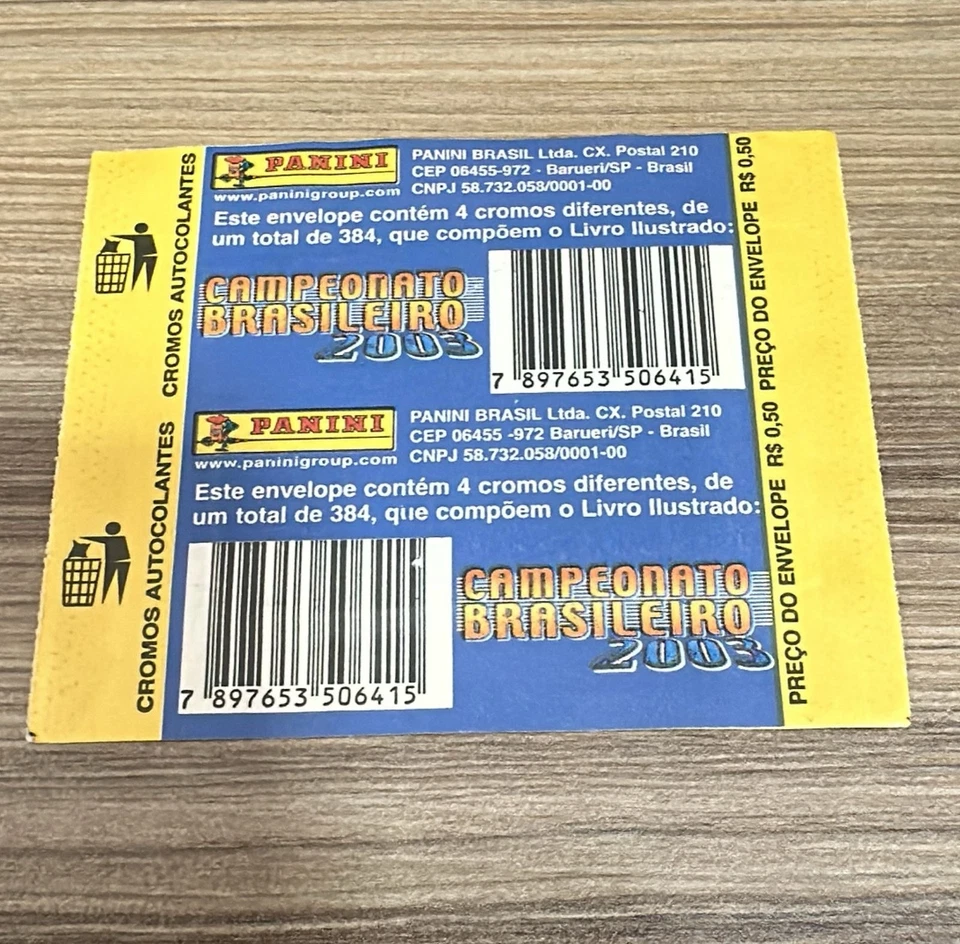 PANINI
www.paninigroup.com
PANINI BRASIL Ltda. CX. Postal 210
CEP 06455-972 - Barueri/SP - Brasil
CNPJ 58.732.058/0001-00
Este envelope contém 4 cromos diferentes, de
um total de 384, que compõem o Livro Ilustrado:
CAMPEONATO
BRASILEIRO
2003
7 897653 506415
PANINI
www.paninigroup.com
PANINI BRASIL Ltda. CX. Postal 210
CEP 06455 -972 Barueri/SP - Brasil
CNPJ 58.732.058/0001-00
Este envelope contém 4 cromos diferentes, de
um total de 384, que compõem o Livro Ilustrado:
7 897653 506415
CAMPEONATO
BRASILEIRO
2003
CROMOS AUTOCOLANTES CROMOS AUTOCOLANTES
PREÇO DO ENVELOPE R$ 0,50 PREÇO DO ENVELOPE R$ 0,50